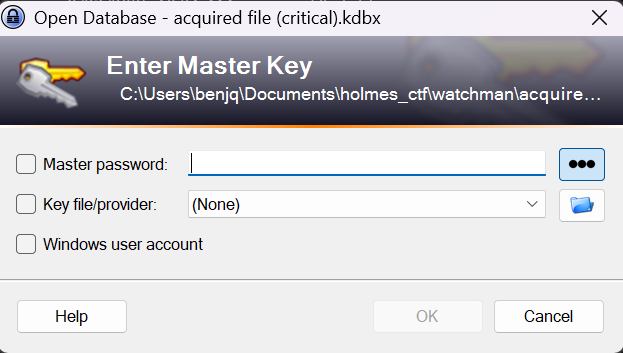 Open Database - acquired file (critical).kdbx
Enter Master Key
C:\Users\benjq\Documents\holmes_ctf\watchman\acquire...
Master password:
Key file/provider: (None)
Windows user account
Help OK Cancel